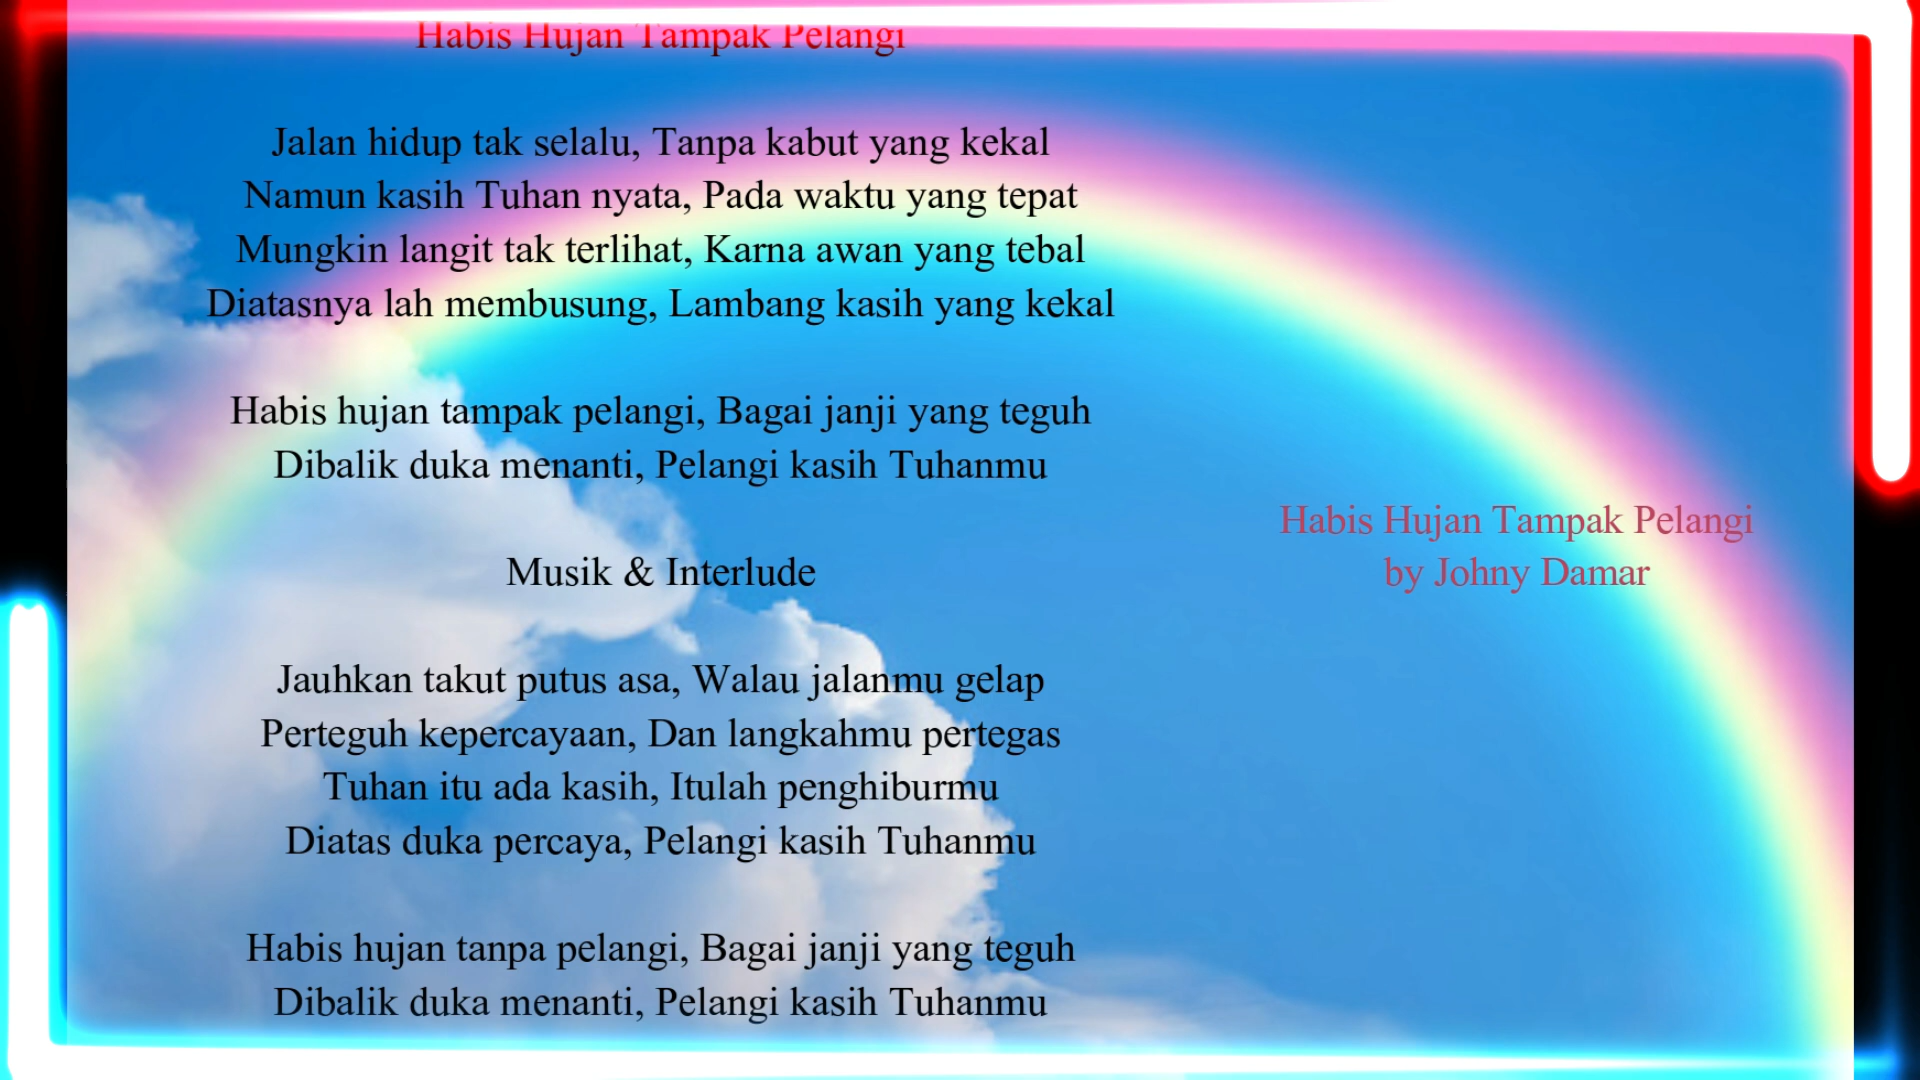 Habis Hujan Tampak Pelangi
Jalan hidup tak selalu, Tanpa kabut yang kekal
Namun kasih Tuhan nyata, Pada waktu yang tepat
Mungkin langit tak terlihat, Karna awan yang tebal
Diatasnya lah membusung, Lambang kasih yang kekal
Habis hujan tampak pelangi, Bagai janji yang teguh
Dibalik duka menanti, Pelangi kasih Tuhanmu
Musik & Interlude
Jauhkan takut putus asa, Walau jalanmu gelap
Perteguh kepercayaan, Dan langkahmu pertegas
Tuhan itu ada kasih, Itulah penghiburmu
Diatas duka percaya, Pelangi kasih Tuhanmu
Habis hujan tanpa pelangi, Bagai janji yang teguh
Dibalik duka menanti, Pelangi kasih Tuhanmu
Habis Hujan Tampak Pelangi
by Johny Damar